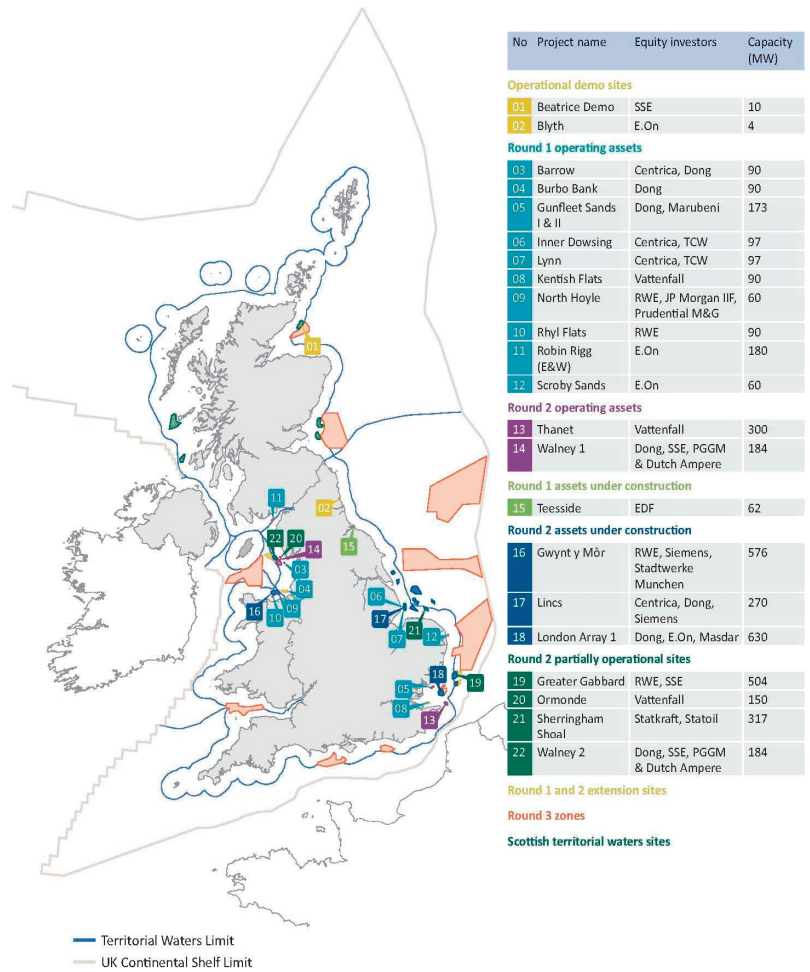 No Project name Equity investors Capacity
(MW)
Operational demo sites
01 Beatrice Demo SSE 10
02 Blyth E.On 4
Round 1 operating assets
03 Barrow Centrica, Dong 90
04 Burbo Bank Dong 90
05 Gunfleet Sands Dong, Marubeni 173
I & II
06 Inner Dowsing Centrica, TCW 97
07 Lynn Centrica, TCW 97
08 Kentish Flats Vattenfall 90
09 North Hoyle RWE, JP Morgan IIF, 60
Prudential M&G
10 Rhyl Flats RWE 90
11 Robin Rigg E.On 180
(E&W)
12 Scroby Sands E.On 60
Round 2 operating assets
13 Thanet Vattenfall 300
14 Walney 1 Dong, SSE, PGGM 184
& Dutch Ampere
Round 1 assets under construction
15 Teesside EDF 62
Round 2 assets under construction
16 Gwynt y Môr RWE, Siemens, 576
Stadtwerke
Munchen
17 Lincs Centrica, Dong, 270
Siemens
18 London Array 1 Dong, E.On, Masdar 630
Round 2 partially operational sites
19 Greater Gabbard RWE, SSE 504
20 Ormonde Vattenfall 150
21 Sherringham Statkraft, Statoil 317
Shoal
22 Walney 2 Dong, SSE, PGGM 184
& Dutch Ampere
Round 1 and 2 extension sites
Round 3 zones
Scottish territorial waters sites
01
11
02
22 20
14
15
03
04
16
10
09
06
17
07
21
12
18
19
05
08
13
Territorial Waters Limit
UK Continental Shelf Limit